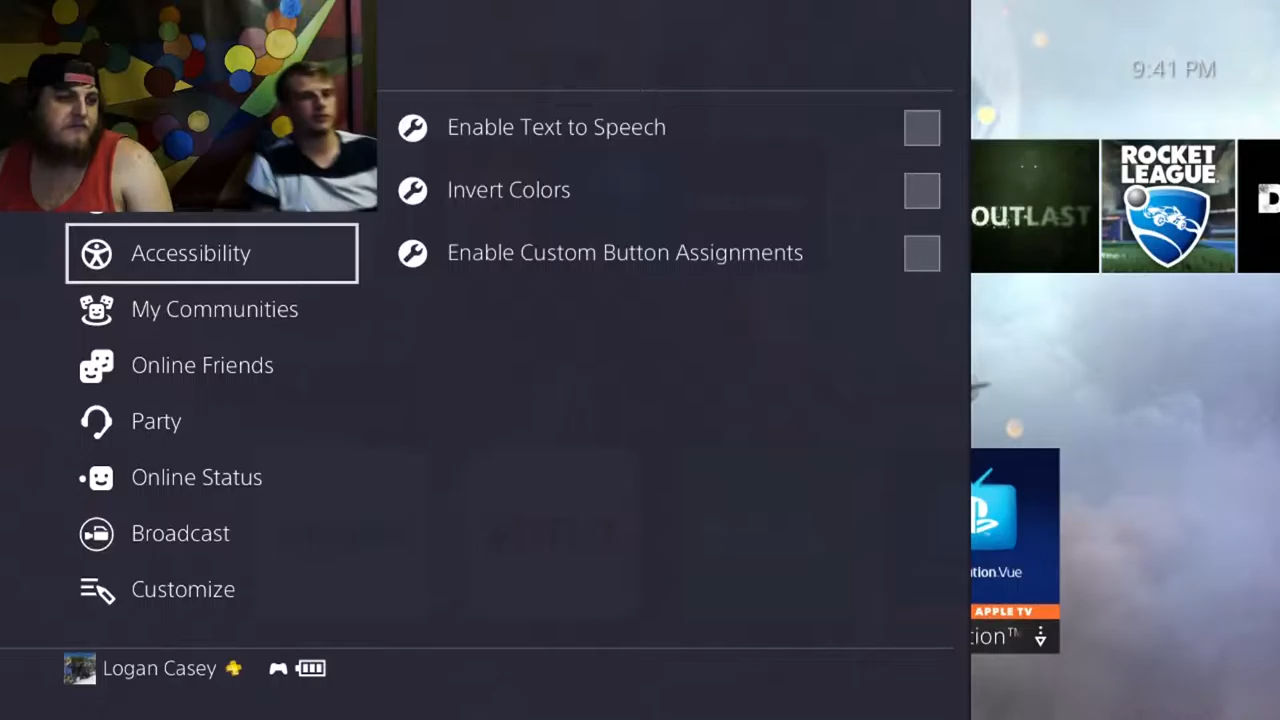 9:41 PM
Enable Text to Speech
Invert Colors
Enable Custom Button Assignments
OUTLAST
ROCKET
LEAGUE
D
Accessibility
My Communities
Online Friends
Party
Online Status
Broadcast
Customize
tion.Vue
APPLE TV
tion™
Logan Casey